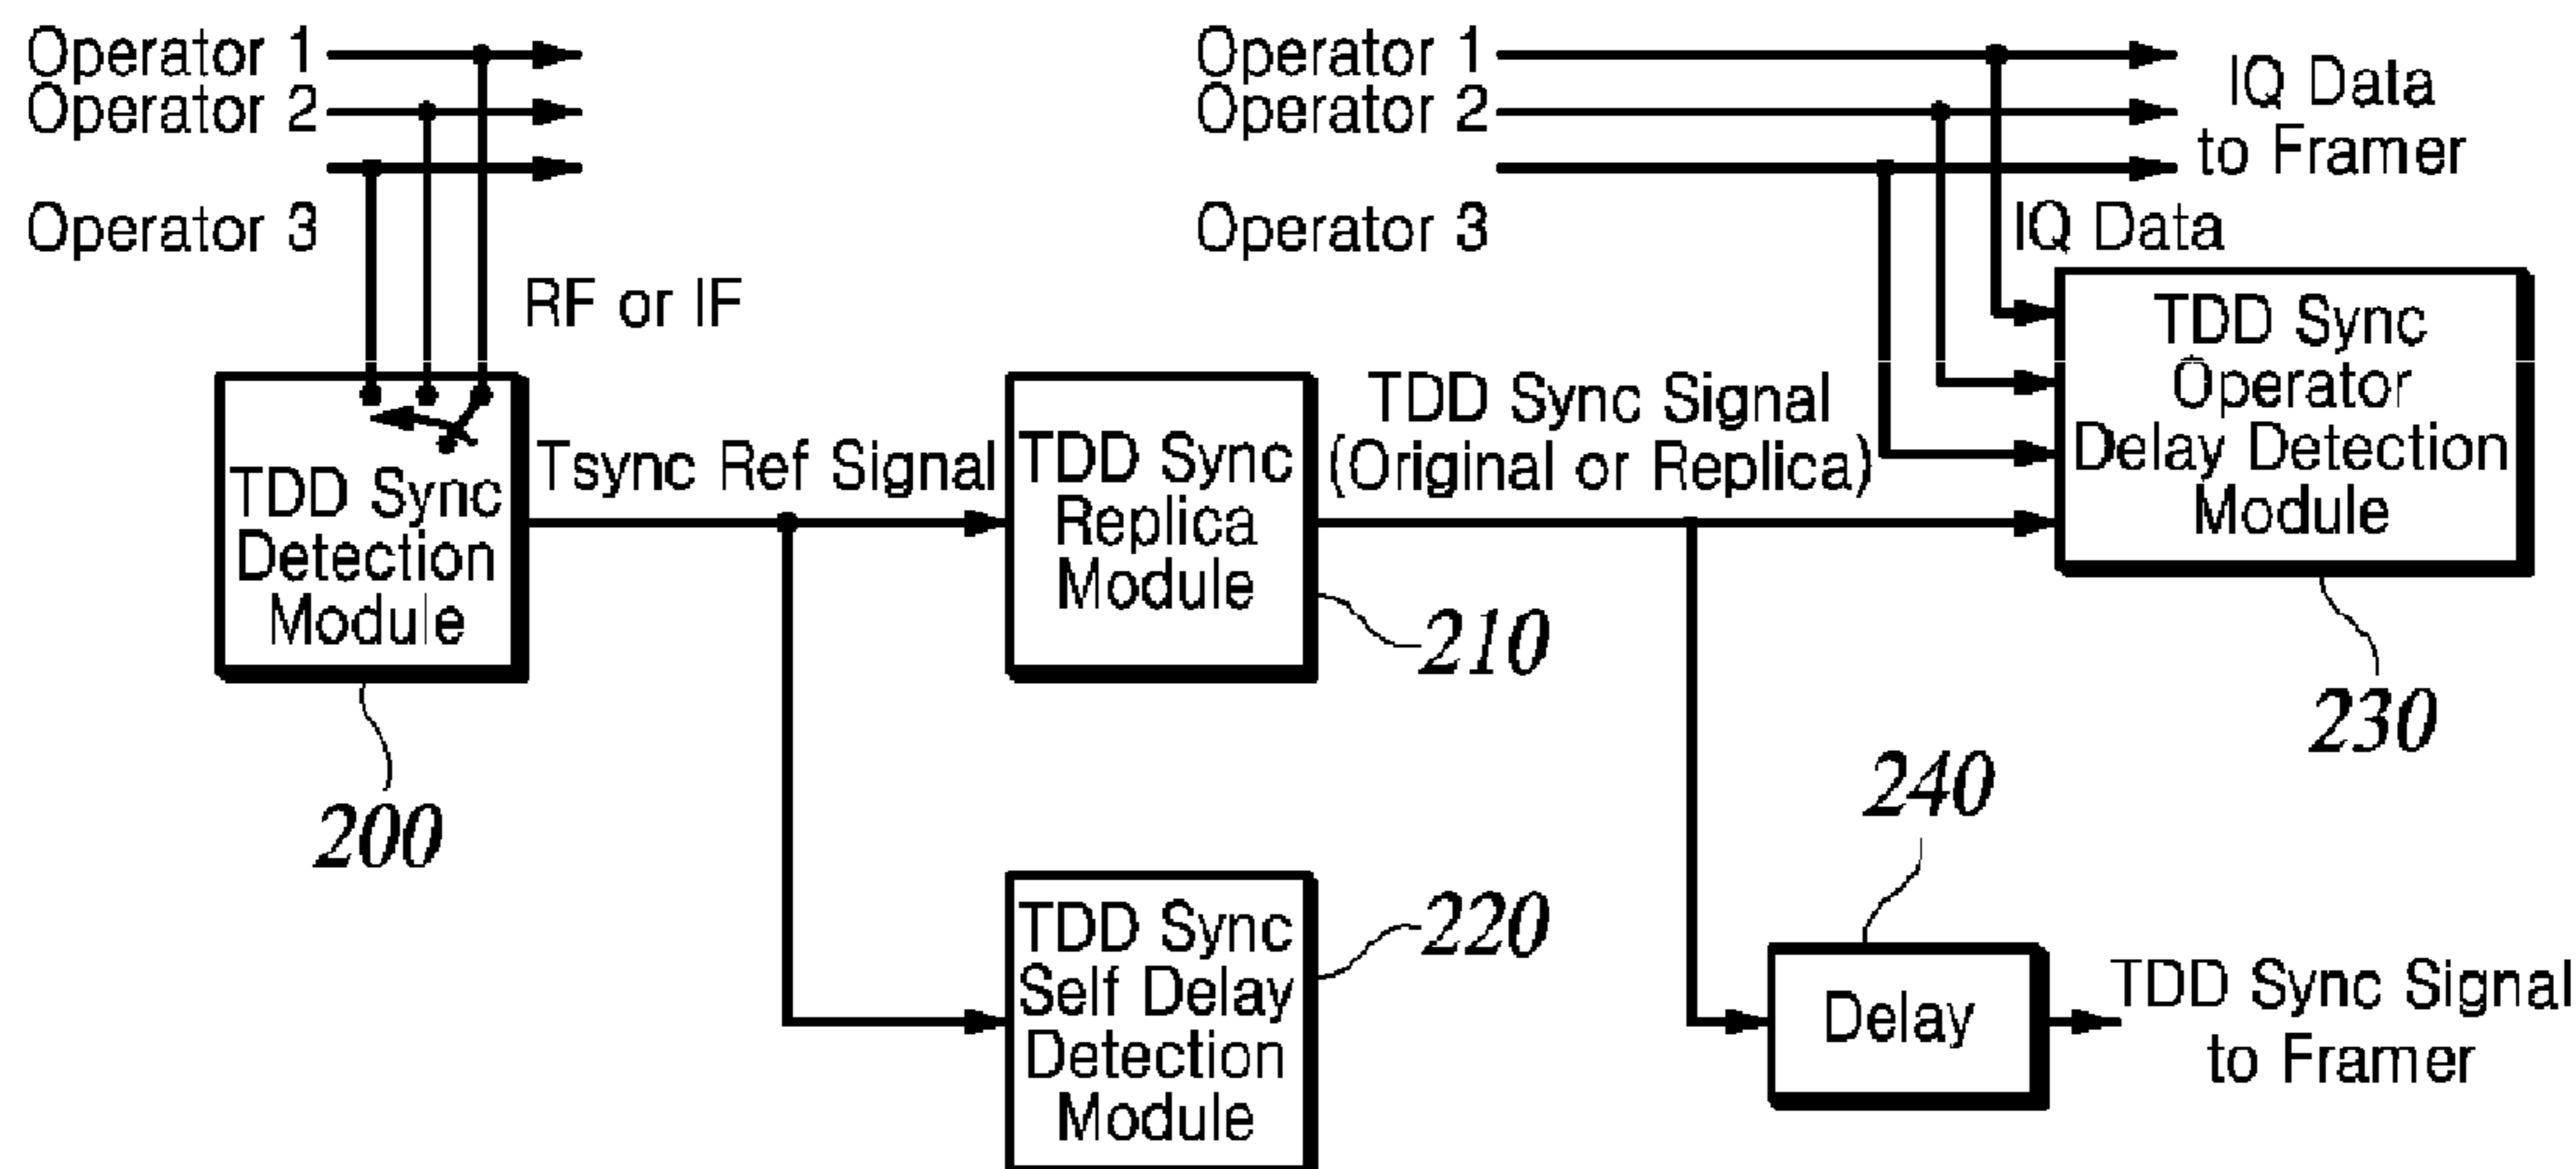 Operator 1
Operator 2
Operator 3
RF or IF
Operator 1
Operator 2
Operator 3
IQ Data
to Framer
IQ Data
TDD Sync
Detection
Module
200
Tsync Ref Signal
TDD Sync
Replica
Module
210
TDD Sync Signal
(Original or Replica)
TDD Sync
Operator
Delay Detection
Module
230
TDD Sync
Self Delay
Detection
Module
220
240
Delay
TDD Sync Signal
to Framer